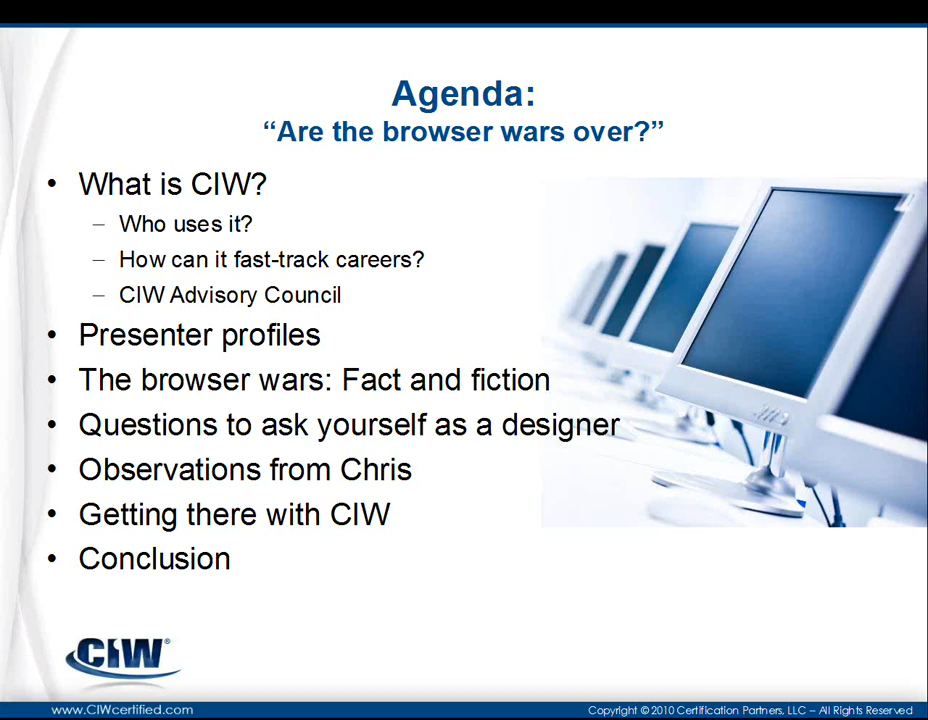 Agenda:
“Are the browser wars over?”
• What is CIW?
– Who uses it?
– How can it fast-track careers?
– CIW Advisory Council
• Presenter profiles
• The browser wars: Fact and fiction
• Questions to ask yourself as a designer
• Observations from Chris
• Getting there with CIW
• Conclusion
CIW®
www.CIWcertified.com
Copyright © 2010 Certification Partners, LLC – All Rights Reserved